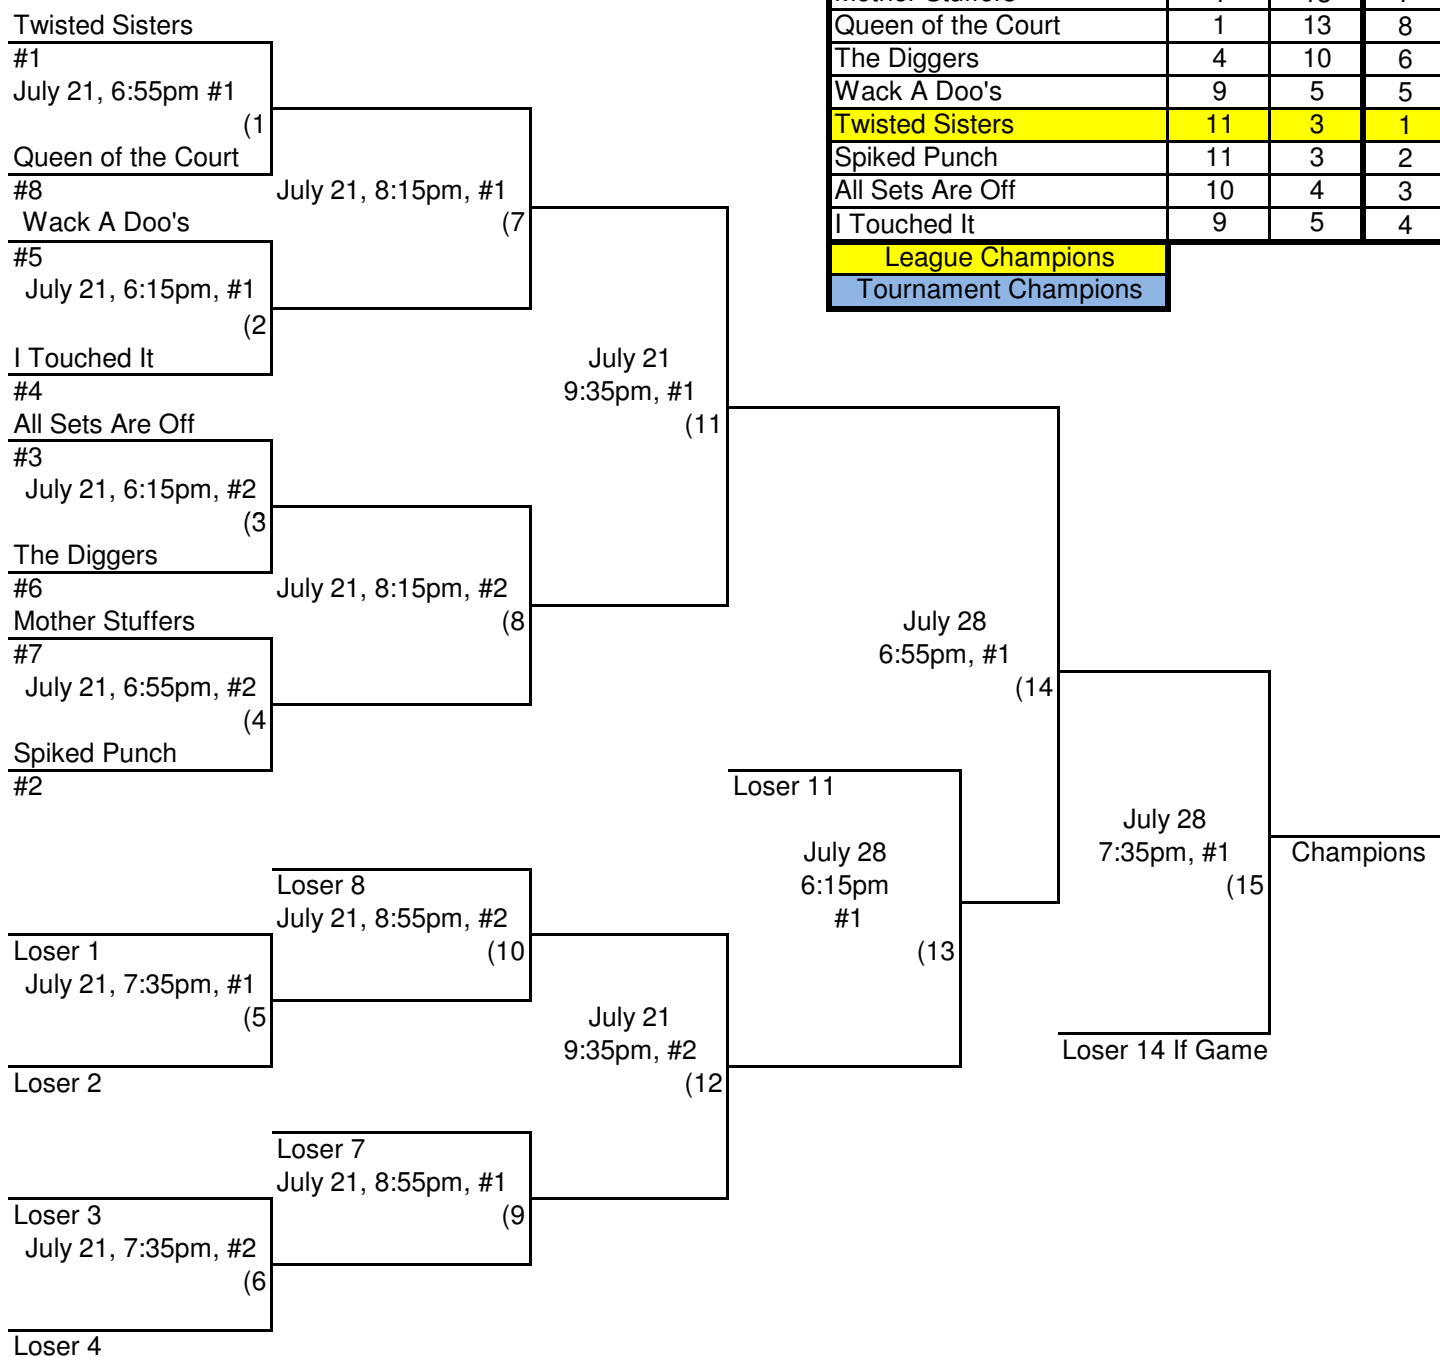 Twisted Sisters
#1
July 21, 6:55pm #1
(1
Queen of the Court
#8
Wack A Doo's
#5
July 21, 6:15pm, #1
(2
I Touched It
#4
All Sets Are Off
#3
July 21, 6:15pm, #2
(3
The Diggers
#6
Mother Stuffers
#7
July 21, 6:55pm, #2
(4
Spiked Punch
#2
July 21, 8:15pm, #1
(7
July 21, 8:15pm, #2
(8
July 21
9:35pm, #1
(11
Queen of the Court 1 13 8
The Diggers 4 10 6
Wack A Doo's 9 5 5
Twisted Sisters 11 3 1
Spiked Punch 11 3 2
All Sets Are Off 10 4 3
I Touched It 9 5 4
League Champions
Tournament Champions
July 28
6:55pm, #1
(14
Loser 11
July 28
6:15pm
#1
(13
July 28
7:35pm, #1
(15
Champions
Loser 14 If Game
Loser 8
July 21, 8:55pm, #2
(10
Loser 1
July 21, 7:35pm, #1
(5
Loser 2
July 21
9:35pm, #2
(12
Loser 7
July 21, 8:55pm, #1
(9
Loser 3
July 21, 7:35pm, #2
(6
Loser 4